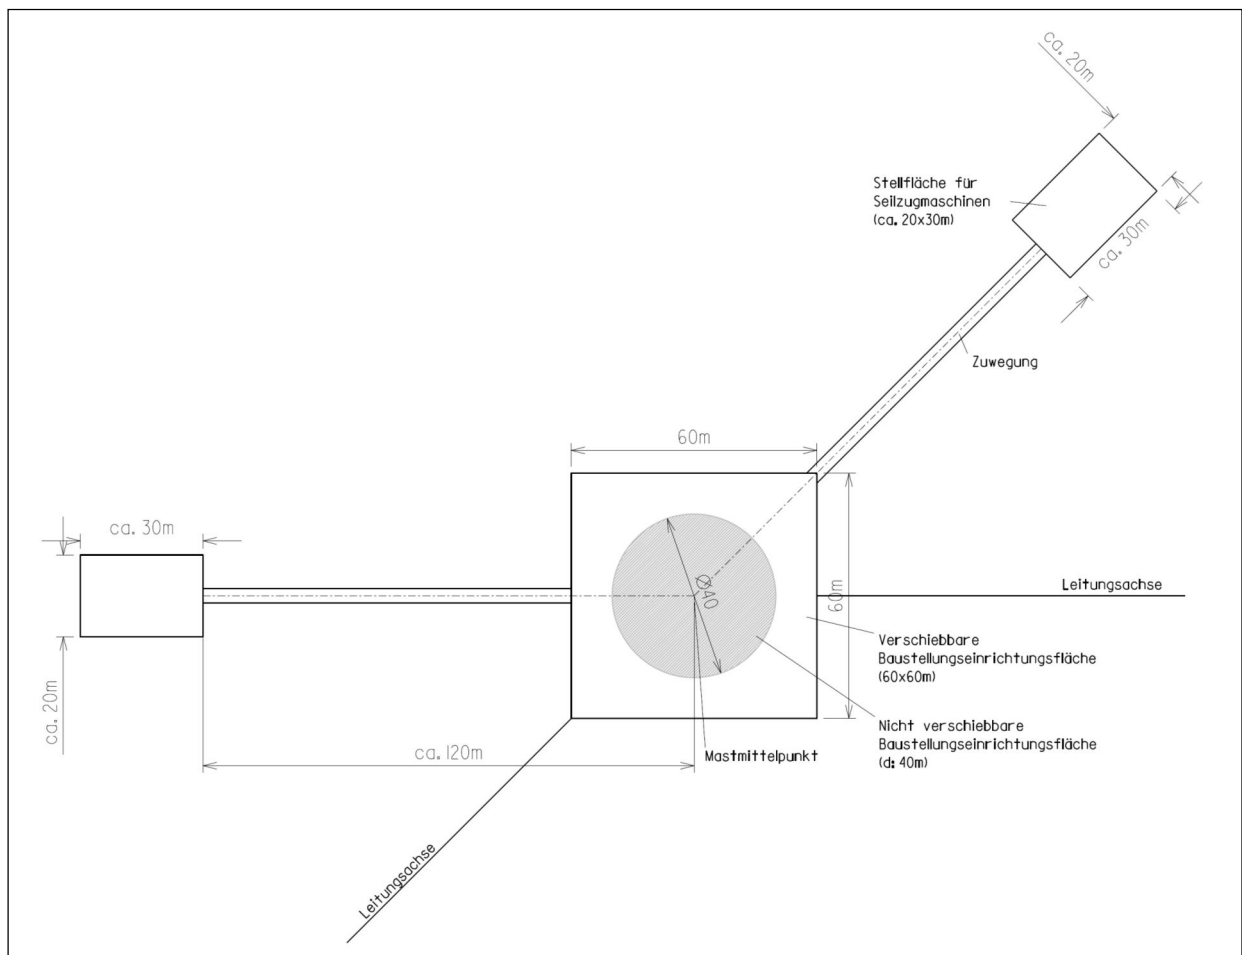 ca. 20m
Stellfläche für
Seilzugmaschinen
(ca. 20x30m)
ca. 30m
Zuwegung
60m
ca. 30m
Ø40
60m
Leitungsachse
Verschiebbare
Baustellungseinrichtungsfläche
(60x60m)
ca. 20m
Nicht verschiebbare
Baustellungseinrichtungsfläche
(d: 40m)
ca. 120m
Mastmittelpunkt
Leitungsachse